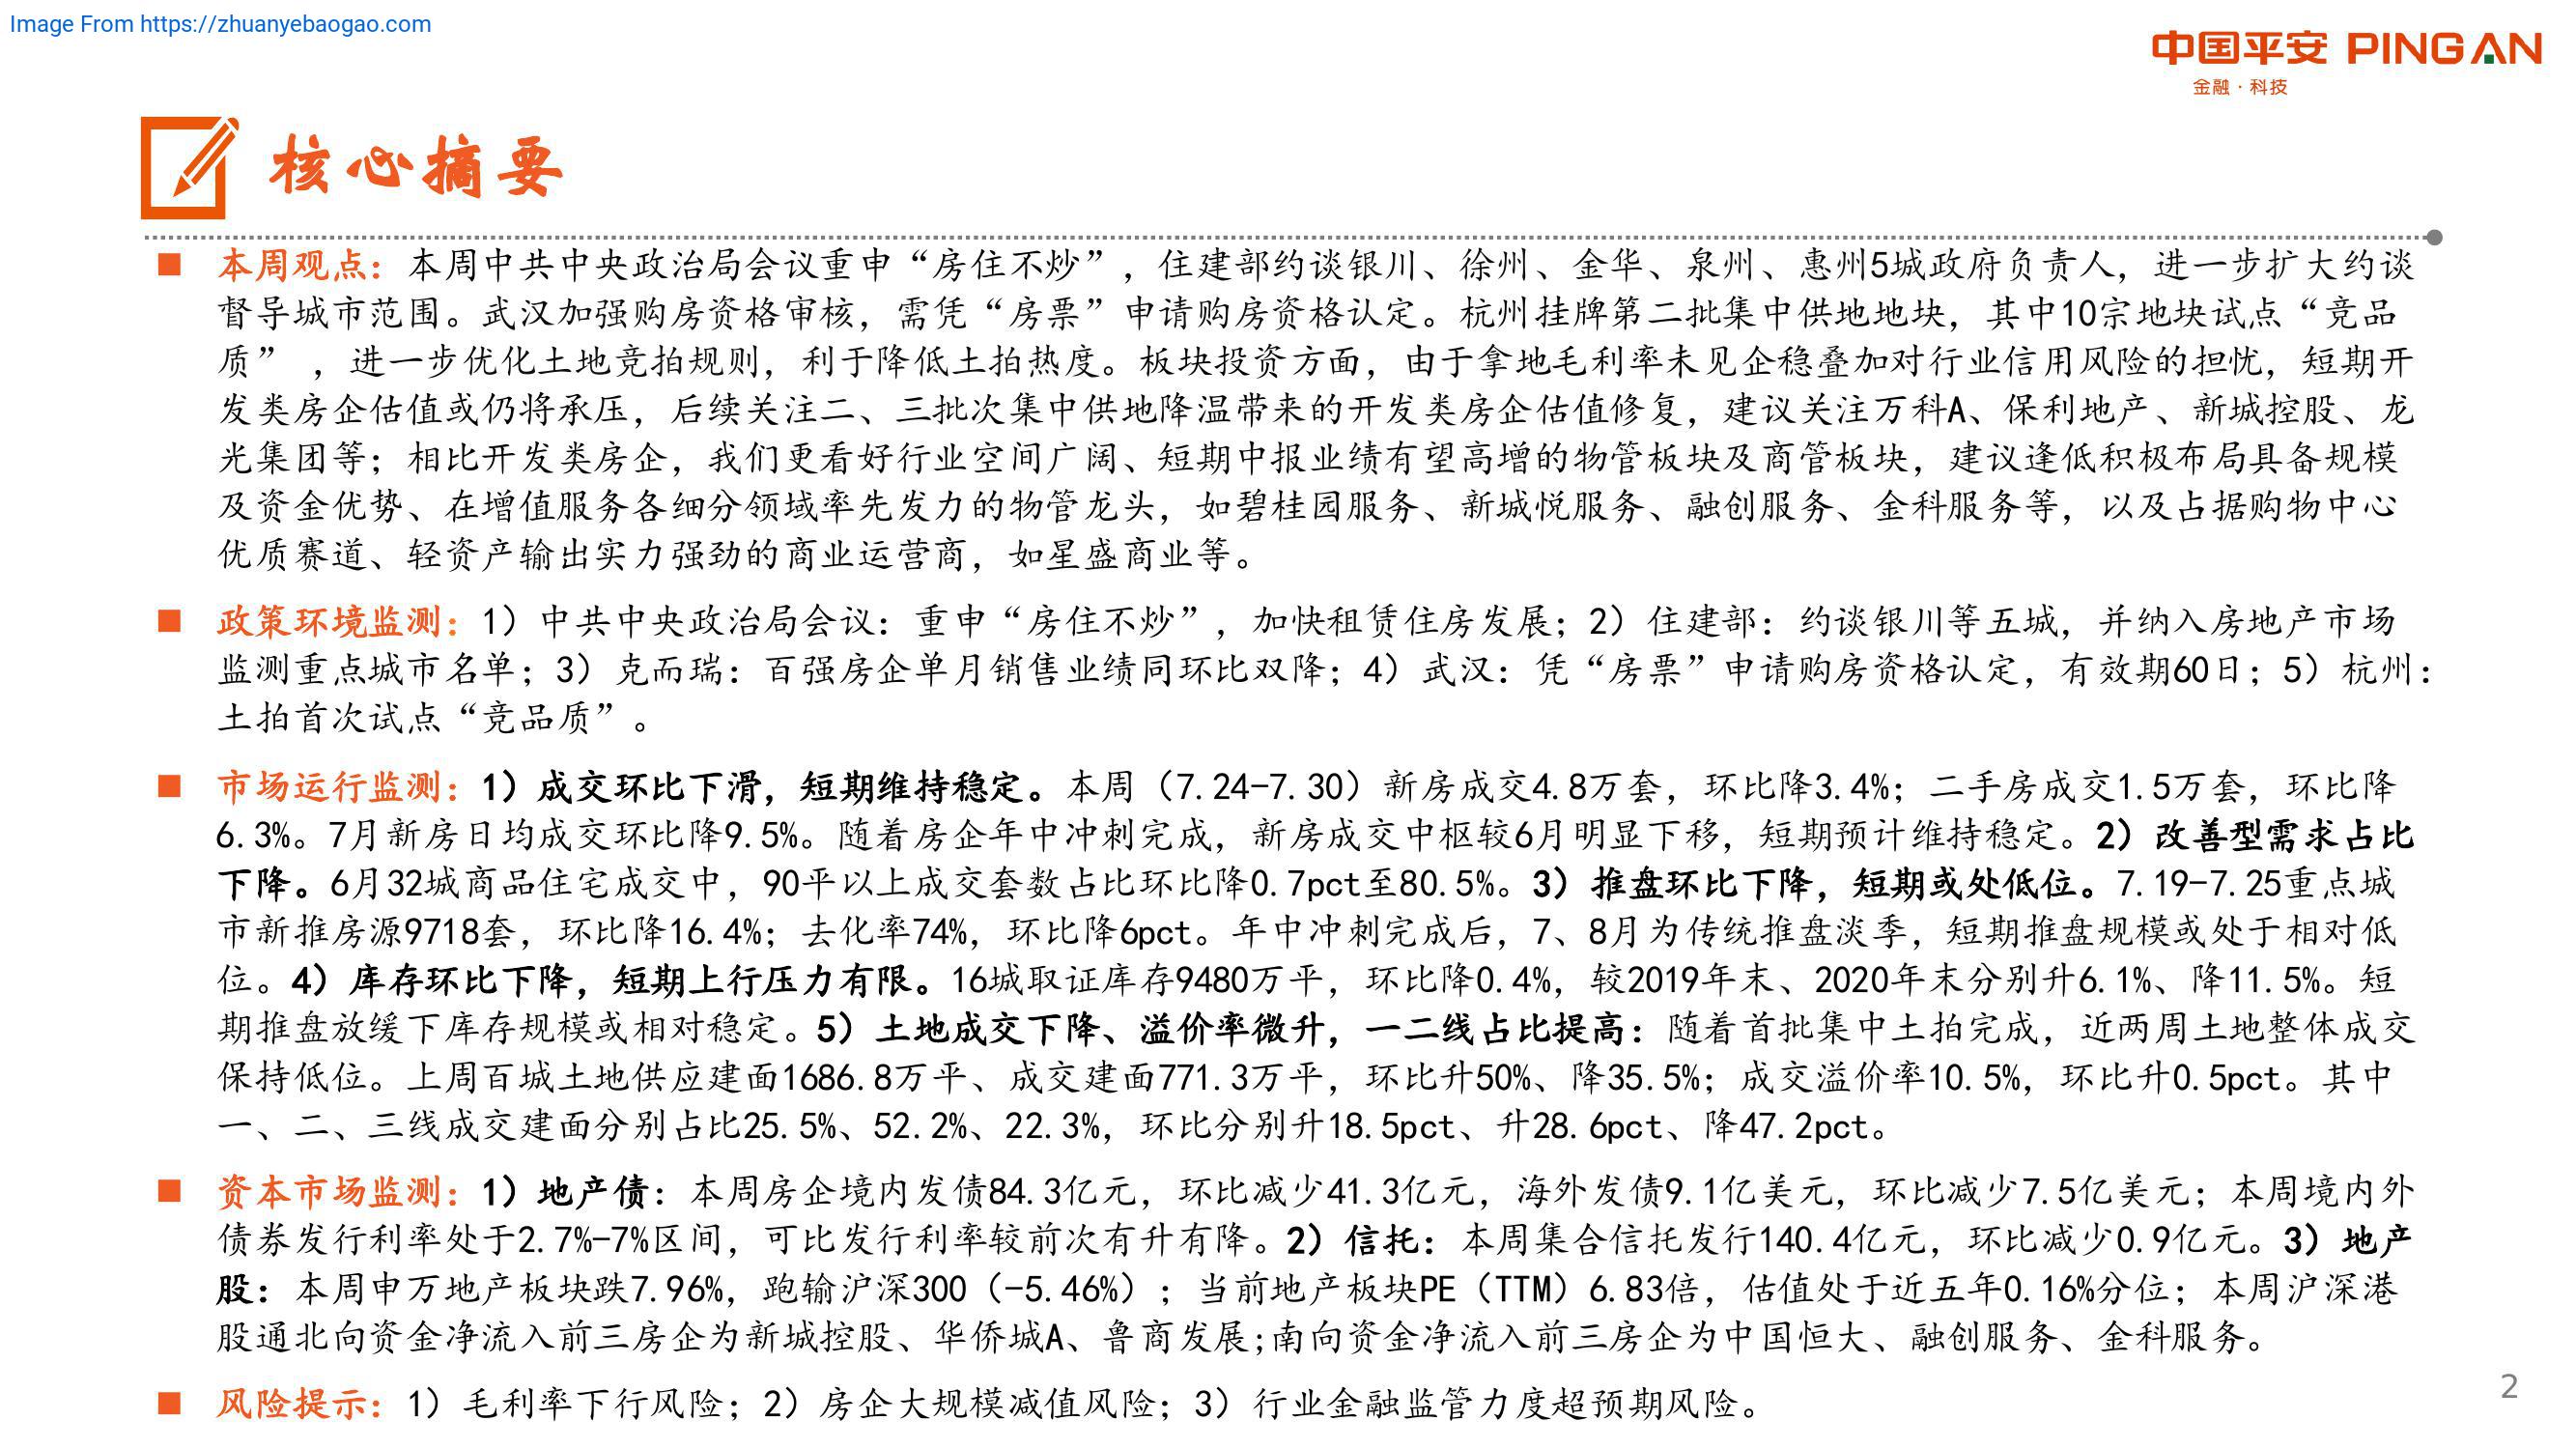 Image From https://zhuanyebaogao.com
中国平安 PINGAN
金融·科技
核心摘要
■ 本周观点：本周中共中央政治局会议重申“房住不炒”，住建部约谈银川、徐州、金华、泉州、惠州5城政府负责人，进一步扩大约谈
督导城市范围。武汉加强购房资格审核，需凭“房票”申请购房资格认定。杭州挂牌第二批集中供地地块，其中10宗地块试点“竞品
质” ，进一步优化土地竞拍规则，利于降低土拍热度。板块投资方面，由于拿地毛利率未见企稳叠加对行业信用风险的担忧，短期开
发类房企估值或仍将承压，后续关注二、三批次集中供地降温带来的开发类房企估值修复，建议关注万科A、保利地产、新城控股、龙
光集团等；相比开发类房企，我们更看好行业空间广阔、短期中报业绩有望高增的物管板块及商管板块，建议逢低积极布局具备规模
及资金优势、在增值服务各细分领域率先发力的物管龙头，如碧桂园服务、新城悦服务、融创服务、金科服务等，以及占据购物中心
优质赛道、轻资产输出实力强劲的商业运营商，如星盛商业等。
■ 政策环境监测：1）中共中央政治局会议：重申“房住不炒”，加快租赁住房发展；2）住建部：约谈银川等五城，并纳入房地产市场
监测重点城市名单；3）克而瑞：百强房企单月销售业绩同环比双降；4）武汉：凭“房票”申请购房资格认定，有效期60日；5）杭州：
土拍首次试点“竞品质”。
■ 市场运行监测：1）成交环比下滑，短期维持稳定。本周（7.24-7.30）新房成交4.8万套，环比降3.4%；二手房成交1.5万套，环比降
6.3%。7月新房日均成交环比降9.5%。随着房企年中冲刺完成，新房成交中枢较6月明显下移，短期预计维持稳定。2）改善型需求占比
下降。6月32城商品住宅成交中，90平以上成交套数占比环比降0.7pct至80.5%。3）推盘环比下降，短期或处低位。7.19-7.25重点城
市新推房源9718套，环比降16.4%；去化率74%，环比降6pct。年中冲刺完成后，7、8月为传统推盘淡季，短期推盘规模或处于相对低
位。4）库存环比下降，短期上行压力有限。16城取证库存9480万平，环比降0.4%，较2019年末、2020年末分别升6.1%、降11.5%。短
期推盘放缓下库存规模或相对稳定。5）土地成交下降、溢价率微升，一二线占比提高：随着首批集中土拍完成，近两周土地整体成交
保持低位。上周百城土地供应建面1686.8万平、成交建面771.3万平，环比升50%、降35.5%；成交溢价率10.5%，环比升0.5pct。其中
一、二、三线成交建面分别占比25.5%、52.2%、22.3%，环比分别升18.5pct、升28.6pct、降47.2pct。
■ 资本市场监测：1）地产债：本周房企境内发债84.3亿元，环比减少41.3亿元，海外发债9.1亿美元，环比减少7.5亿美元；本周境内外
债券发行利率处于2.7%-7%区间，可比发行利率较前次有升有降。2）信托：本周集合信托发行140.4亿元，环比减少0.9亿元。3）地产
股：本周申万地产板块跌7.96%，跑输沪深300（-5.46%）；当前地产板块PE（TTM）6.83倍，估值处于近五年0.16%分位；本周沪深港
股通北向资金净流入前三房企为新城控股、华侨城A、鲁商发展;南向资金净流入前三房企为中国恒大、融创服务、金科服务。
■ 风险提示：1）毛利率下行风险；2）房企大规模减值风险；3）行业金融监管力度超预期风险。
2